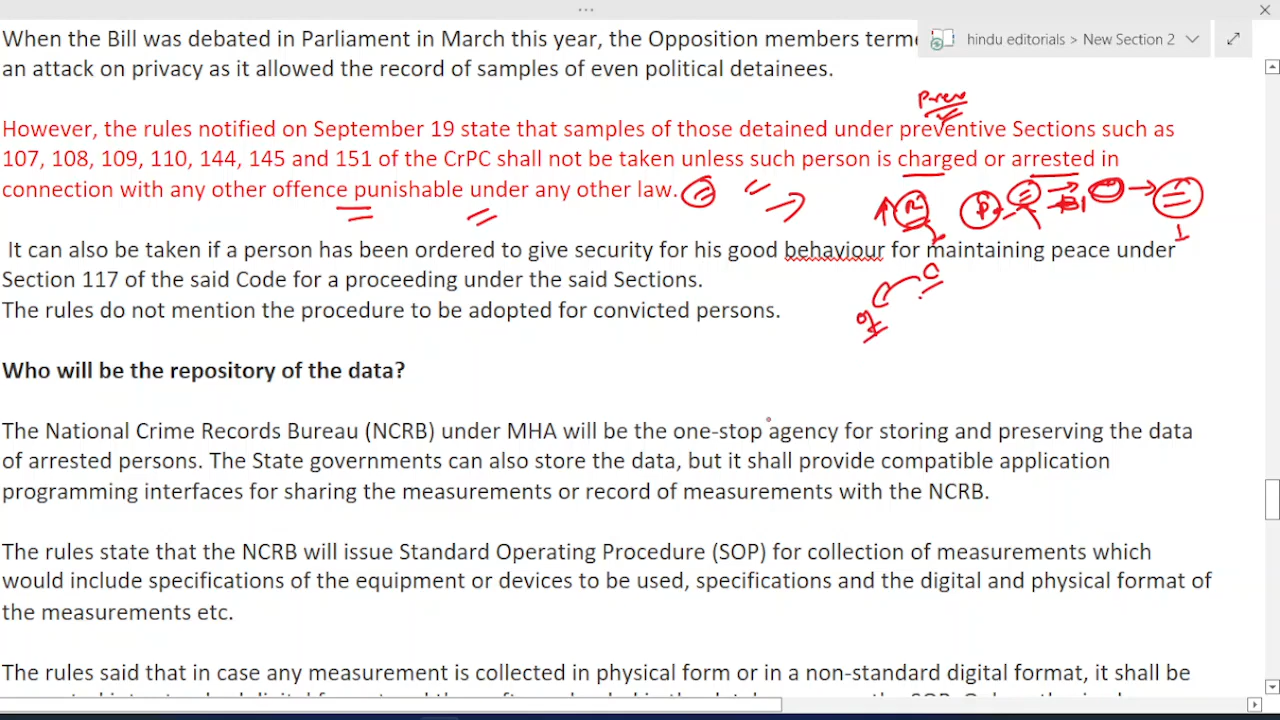 hindu editorials > New Section 2
When the Bill was debated in Parliament in March this year, the Opposition members terme
an attack on privacy as it allowed the record of samples of even political detainees.
However, the rules notified on September 19 state that samples of those detained under preventive Sections such as
107, 108, 109, 110, 144, 145 and 151 of the CrPC shall not be taken unless such person is charged or arrested in
connection with any other offence punishable under any other law.
It can also be taken if a person has been ordered to give security for his good behaviour for maintaining peace under
Section 117 of the said Code for a proceeding under the said Sections.
The rules do not mention the procedure to be adopted for convicted persons.
Who will be the repository of the data?
The National Crime Records Bureau (NCRB) under MHA will be the one-stop agency for storing and preserving the data
of arrested persons. The State governments can also store the data, but it shall provide compatible application
programming interfaces for sharing the measurements or record of measurements with the NCRB.
The rules state that the NCRB will issue Standard Operating Procedure (SOP) for collection of measurements which
would include specifications of the equipment or devices to be used, specifications and the digital and physical format of
the measurements etc.
The rules said that in case any measurement is collected in physical form or in a non-standard digital format, it shall be